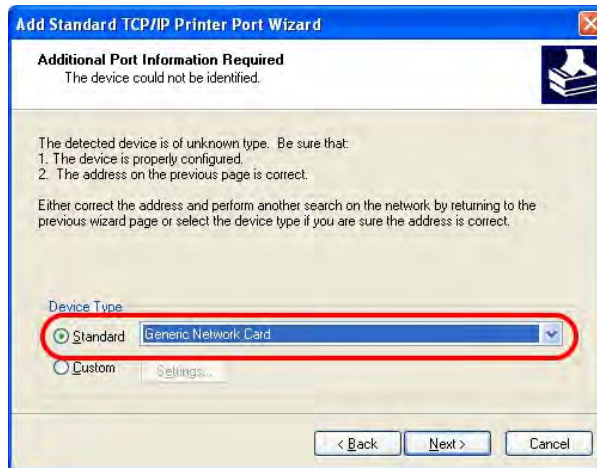 Add Standard TCP/IP Printer Port Wizard
Additional Port Information Required
The device could not be identified.
The detected device is of unknown type. Be sure that:
1. The device is properly configured.
2. The address on the previous page is correct.
Either correct the address and perform another search on the network by returning to the
previous wizard page or select the device type if you are sure the address is correct.
Device Type
Standard Generic Network Card
Custom Settings...
< Back Next > Cancel